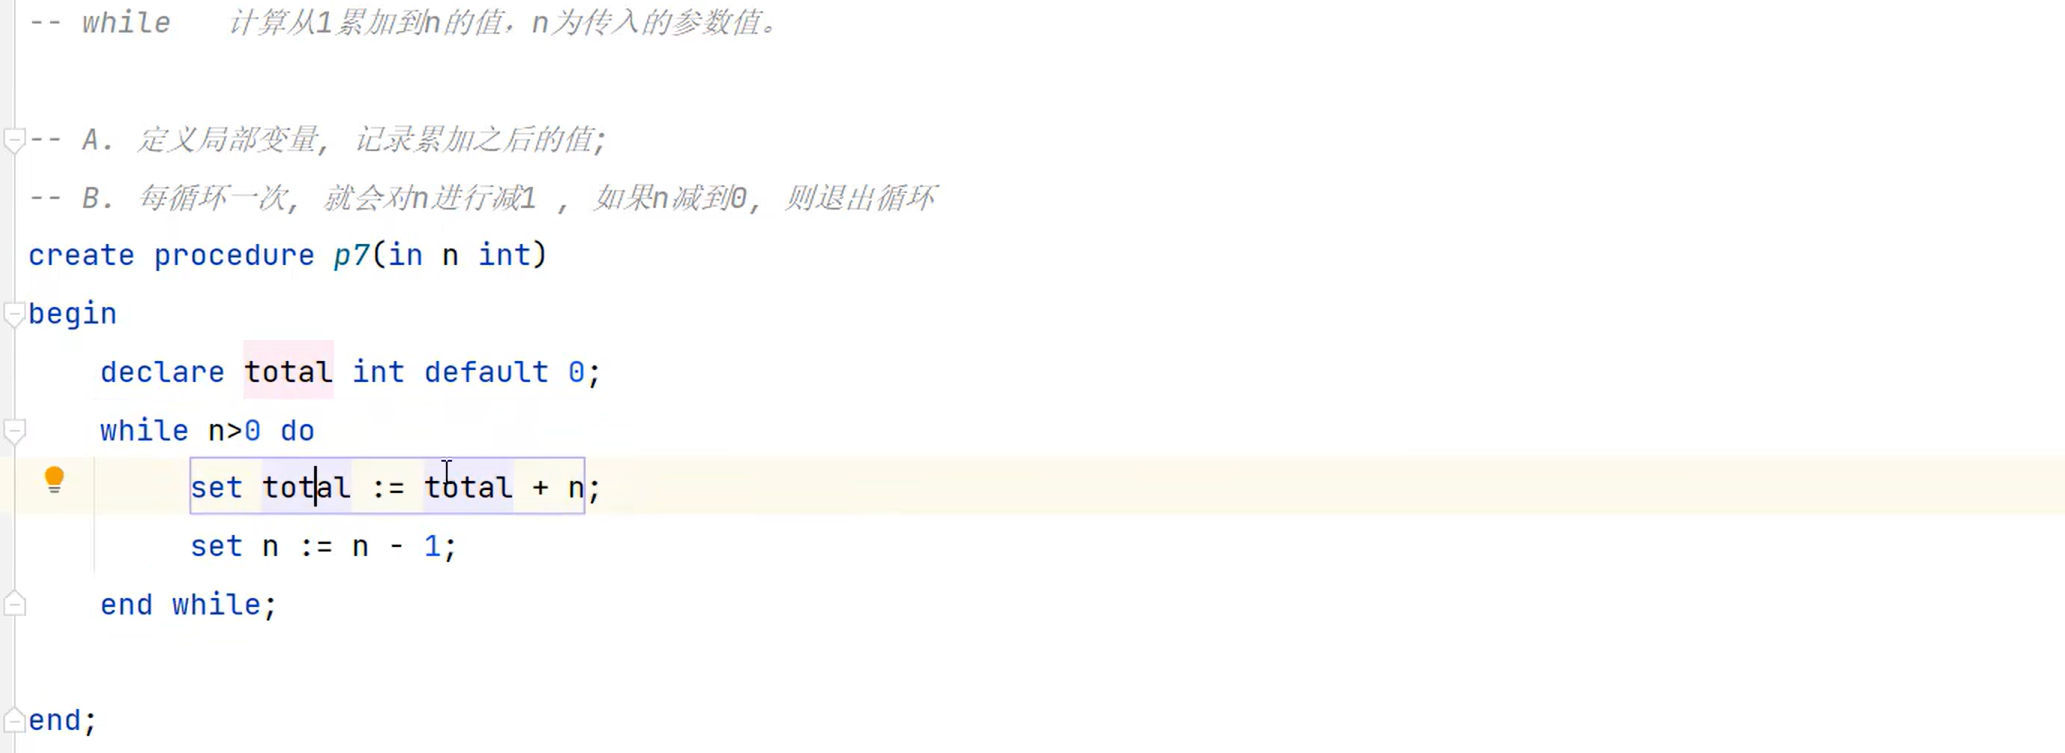 -- while 计算从1累加到n的值，n为传入的参数值。
-- A. 定义局部变量, 记录累加之后的值;
-- B. 每循环一次, 就会对n进行减1 , 如果n减到0, 则退出循环
create procedure p7(in n int)
begin
declare total int default 0;
while n>0 do
set total := total + n;
set n := n - 1;
end while;
end;